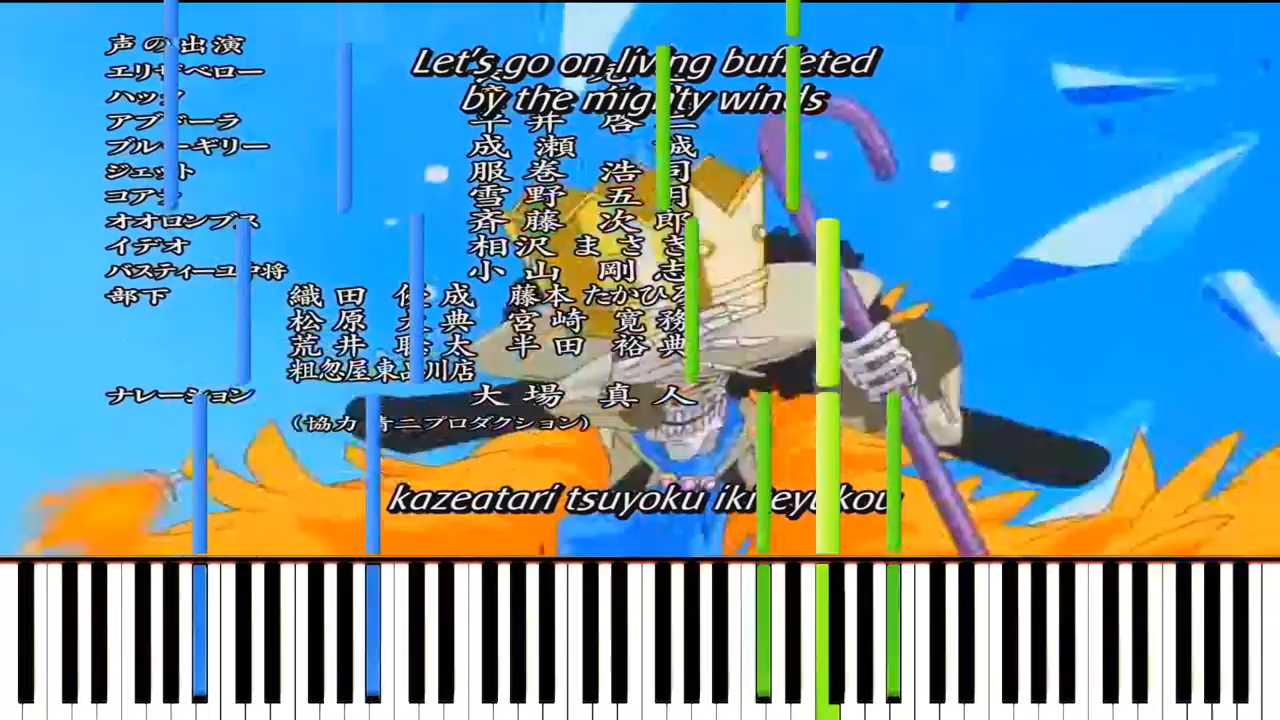 声の出演
Let's go on living buffeted
エリザベロー
by the mighty winds
ハック
アブドーラ
ブルーギリー 成瀬 誠
ジェット 服巻 浩司
コアラ 雪野 五月
オオロンブス 斉藤 次郎
イデオ 相沢 まさき
バスティーユ中将 小山 剛志
部下 織田 優成 藤本 たかひろ
松原 大典 宮崎 寛務
荒井 聡太 半田 裕典
粗忽屋東品川店
ナレーション 大場 真人
（協力 青二プロダクション）
kazeatari tsuyoku ikiteyukou